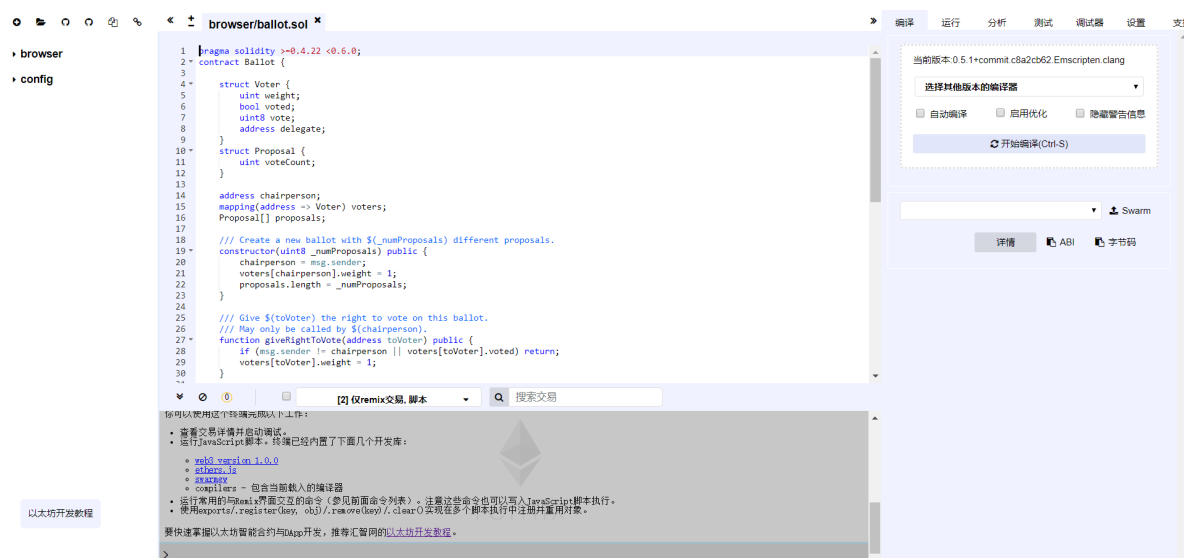 browser/ballot.sol
编译 运行 分析 测试 调试器 设置
browser
config
1 pragma solidity >=0.4.22 <0.6.0;
2 contract Ballot {
3
4 struct Voter {
5 uint weight;
6 bool voted;
7 uint8 vote;
8 address delegate;
9 }
10 struct Proposal {
11 uint voteCount;
12 }
13
14 address chairperson;
15 mapping(address => Voter) voters;
16 Proposal[] proposals;
17
18 /// Create a new ballot with $(_numProposals) different proposals.
19 constructor(uint8 _numProposals) public {
20 chairperson = msg.sender;
21 voters[chairperson].weight = 1;
22 proposals.length = _numProposals;
23 }
24
25 /// Give $(toVoter) the right to vote on this ballot.
26 /// May only be called by $(chairperson).
27 function giveRightToVote(address toVoter) public {
28 if (msg.sender != chairperson || voters[toVoter].voted) return;
29 voters[toVoter].weight = 1;
30 }
当前版本:0.5.1+commit.c8a2cb62.Emscripten.clang
选择其他版本的编译器
自动编译 启用优化 隐藏警告信息
开始编译(Ctrl-S)
Swarm
详情 ABI 字节码
0 [2] 仅remix交易, 脚本 搜索交易
你可以使用这个终端完成以下工作：
查看交易详情并启动调试。
运行JavaScript脚本。终端已经内置了下面几个开发库：
web3 version 1.0.0
ethers.js
swarmgw
compilers - 包含当前载入的编译器
运行常用的与Remix界面交互的命令（参见前面命令列表）。注意这些命令也可以写入JavaScript脚本执行。
使用exports/.register(key, obj)/.remove(key)/.clear()实现在多个脚本执行中注册并重用对象。
要快速掌握以太坊智能合约与DApp开发，推荐汇智网的以太坊开发教程。
>
以太坊开发教程